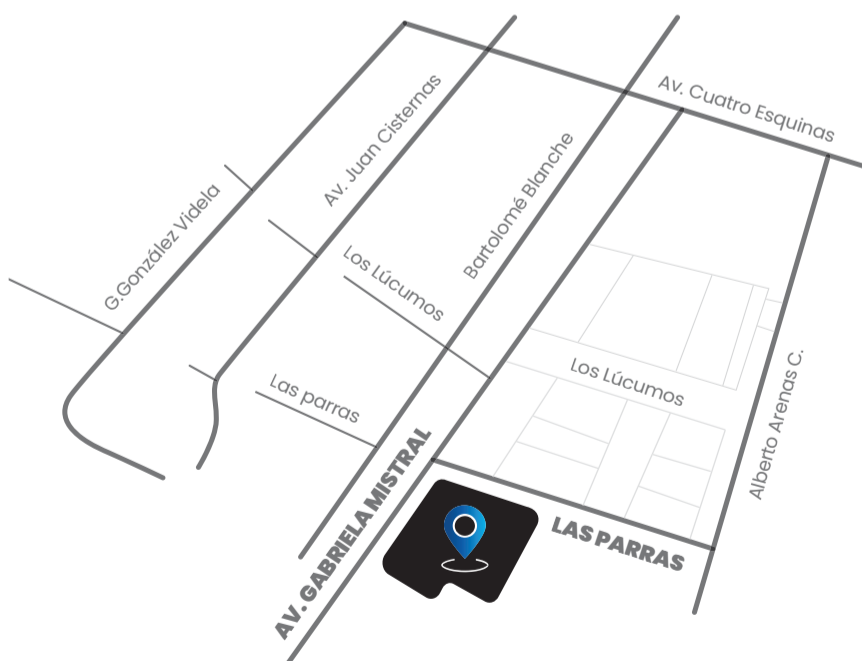 Av. Cuatro Esquinas
Av. Juan Cisternas
Bartolomé Blanche
G.González Videla
Los Lúcumos
Los Lúcumos
Las parras
Alberto Arenas C.
AV. GABRIELA MISTRAL
LAS PARRAS